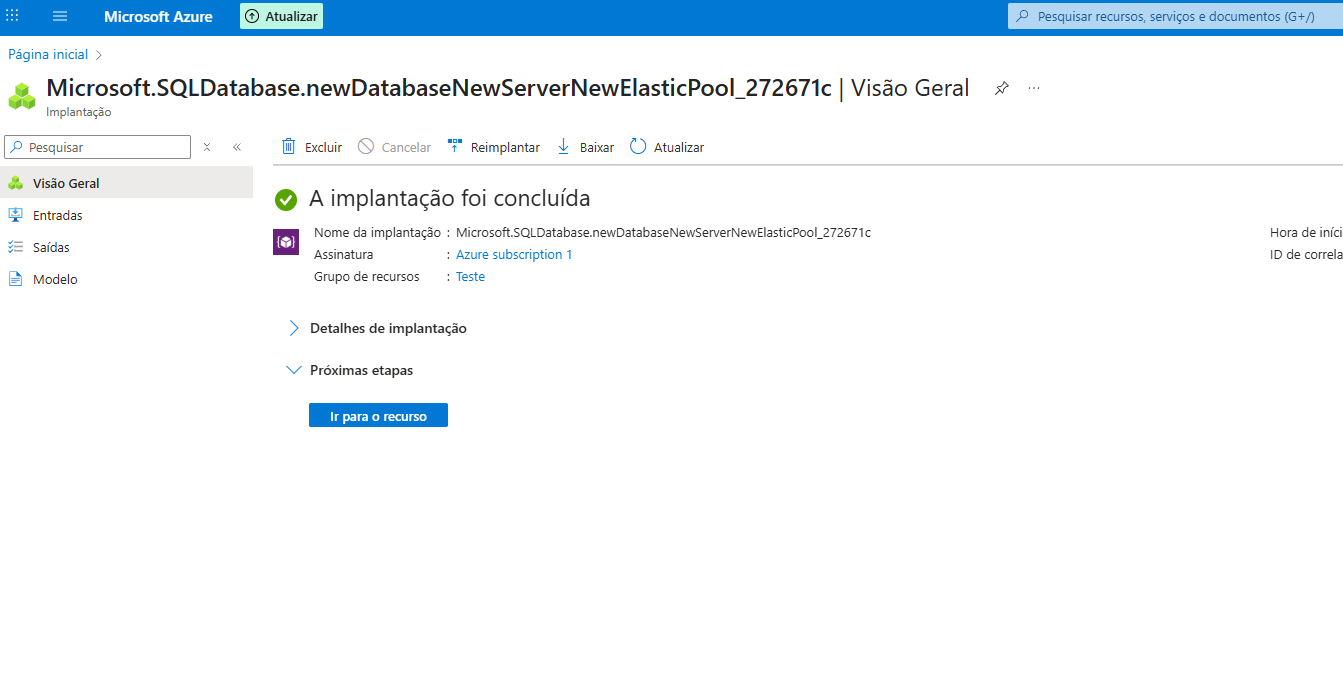 Microsoft Azure
Atualizar
Pesquisar recursos, serviços e documentos (G+/)
Página inicial
Microsoft.SQLDatabase.newDatabaseNewServerNewElasticPool_272671c | Visão Geral
Implantação
Pesquisar
Excluir Cancelar Reimplantar Baixar Atualizar
Visão Geral
Entradas
Saídas
Modelo
A implantação foi concluída
Nome da implantação : Microsoft.SQLDatabase.newDatabaseNewServerNewElasticPool_272671c
Assinatura : Azure subscription 1
Grupo de recursos : Teste
Hora de iníci
ID de correla
Detalhes de implantação
Próximas etapas
Ir para o recurso